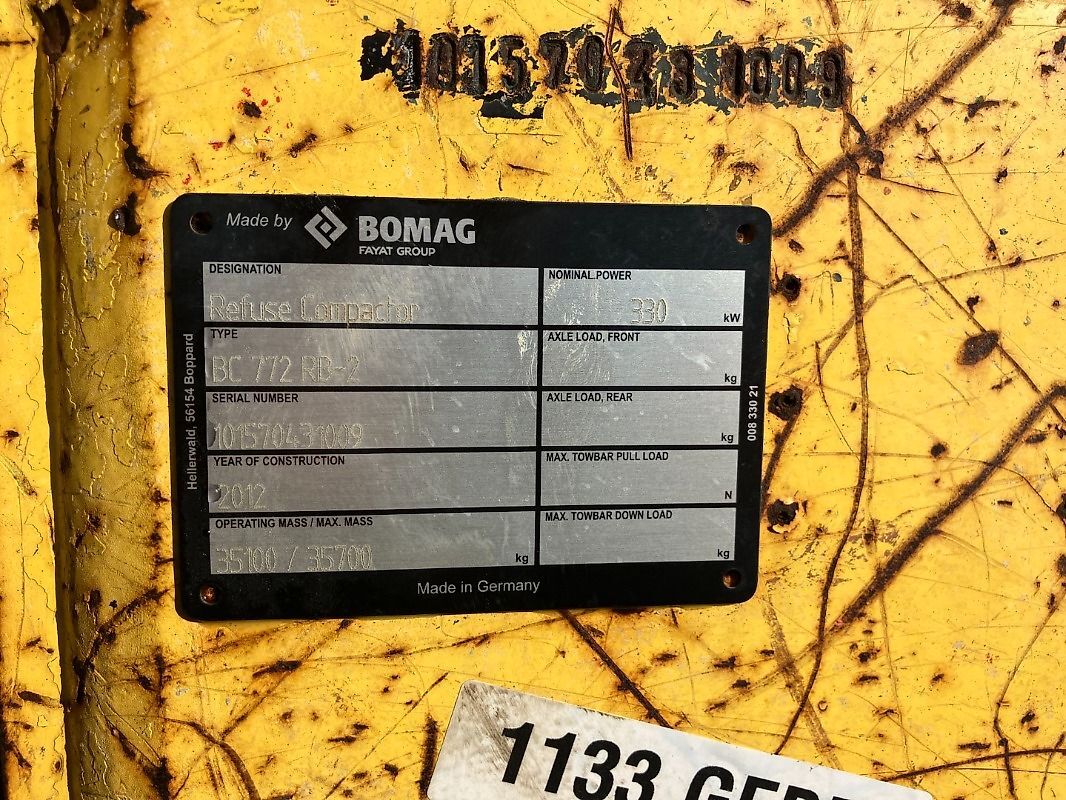 101570431009
Made by BOMAG
FAYAT GROUP
DESIGNATION
Refuse Compactor
NOMINAL POWER
330 kW
TYPE
BC 772 RB-2
AXLE LOAD, FRONT
kg
SERIAL NUMBER
101570431009
AXLE LOAD, REAR
kg
YEAR OF CONSTRUCTION
2012
MAX. TOWBAR PULL LOAD
N
OPERATING MASS / MAX. MASS
35100 / 35700 kg
MAX. TOWBAR DOWN LOAD
kg
Made in Germany
Hellerwald, 56154 Boppard
008 330 21
1133